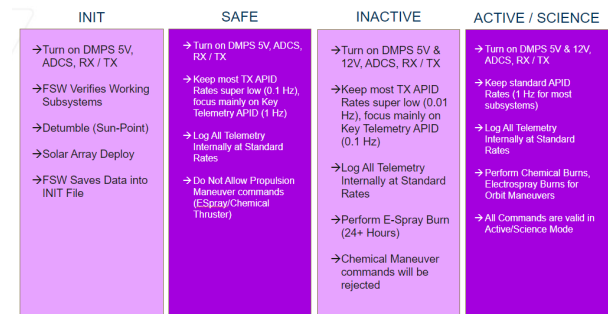 INIT
→Turn on DMPS 5V,
ADCS, RX / TX
→FSW Verifies Working
Subsystems
→Detumble (Sun-Point)
→Solar Array Deploy
→FSW Saves Data into
INIT File
SAFE
→Turn on DMPS 5V, ADCS,
RX / TX
→Keep most TX APID
Rates super low (0.1 Hz),
focus mainly on Key
Telemetry APID (1 Hz)
→Log All Telemetry
Internally at Standard
Rates
→Do Not Allow Propulsion
Maneuver commands
(ESpray/Chemical
Thruster)
INACTIVE
→Turn on DMPS 5V &
12V, ADCS, RX / TX
→Keep most TX APID
Rates super low (0.01
Hz), focus mainly on
Key Telemetry APID
(0.1 Hz)
→Log All Telemetry
Internally at Standard
Rates
→Perform E-Spray Burn
(24+ Hours)
→Chemical Maneuver
commands will be
rejected
ACTIVE / SCIENCE
→Turn on DMPS 5V & 12V,
ADCS, RX / TX
→Keep standard APID
Rates (1 Hz for most
subsystems)
→Log All Telemetry
Internally at Standard
Rates
→Perform Chemical Burns,
Electrospray Burns for
Orbit Maneuvers
→All Commands are valid in
Active/Science Mode